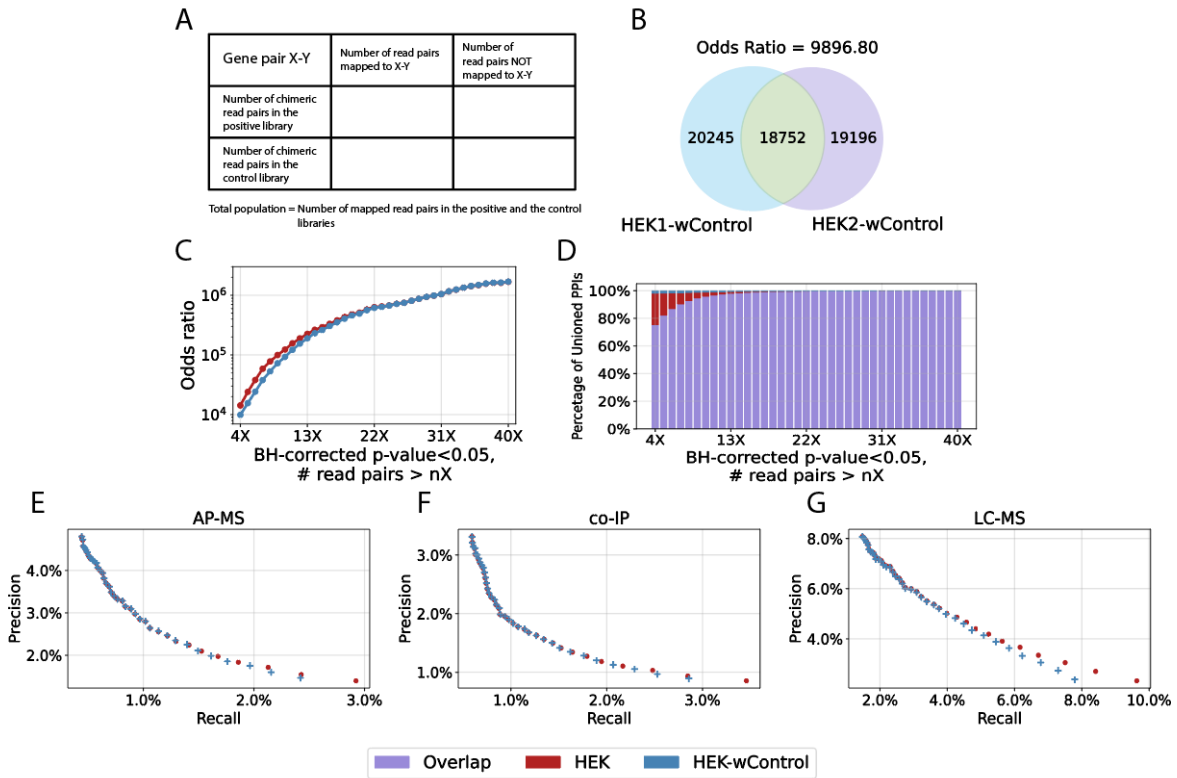 A
Gene pair X-Y
Number of read pairs
mapped to X-Y
Number of
read pairs NOT
mapped to X-Y
Number of chimeric
read pairs in the
positive library
Number of chimeric
read pairs in the
control library
Total population = Number of mapped read pairs in the positive and the control
libraries
B
Odds Ratio = 9896.80
20245
18752
19196
HEK1-wControl
HEK2-wControl
C
Odds ratio
10⁶
10⁵
10⁴
4X
13X
22X
31X
40X
BH-corrected p-value<0.05,
# read pairs > nX
D
Percetage of Unioned PPIs
100%
80%
60%
40%
20%
0%
4X
13X
22X
31X
40X
BH-corrected p-value<0.05,
# read pairs > nX
E
AP-MS
Precision
4.0%
3.0%
2.0%
1.0%
2.0%
3.0%
Recall
F
co-IP
Precision
3.0%
2.0%
1.0%
1.0%
2.0%
3.0%
Recall
G
LC-MS
Precision
8.0%
6.0%
4.0%
2.0%
4.0%
6.0%
8.0%
10.0%
Recall
Overlap
HEK
HEK-wControl